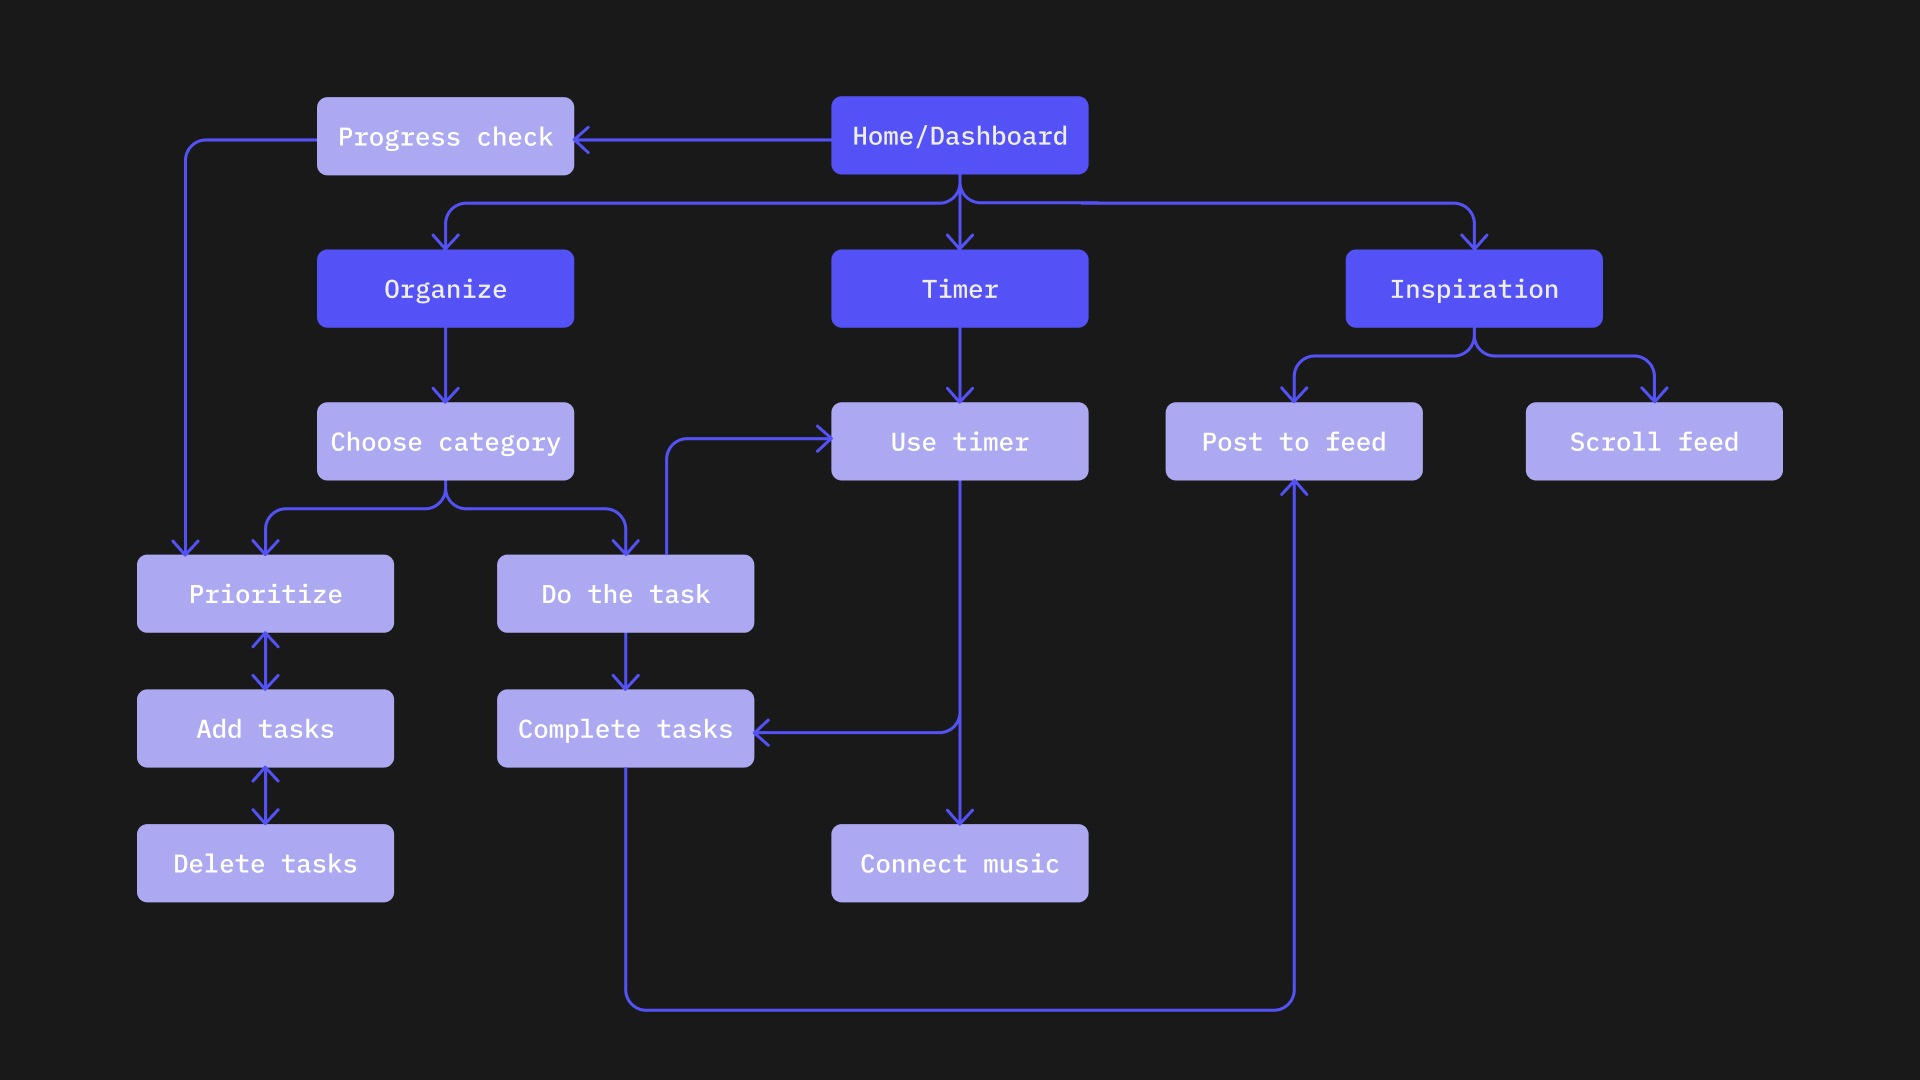 Progress check
Home/Dashboard
Organize
Timer
Inspiration
Choose category
Use timer
Post to feed
Scroll feed
Prioritize
Do the task
Add tasks
Complete tasks
Delete tasks
Connect music